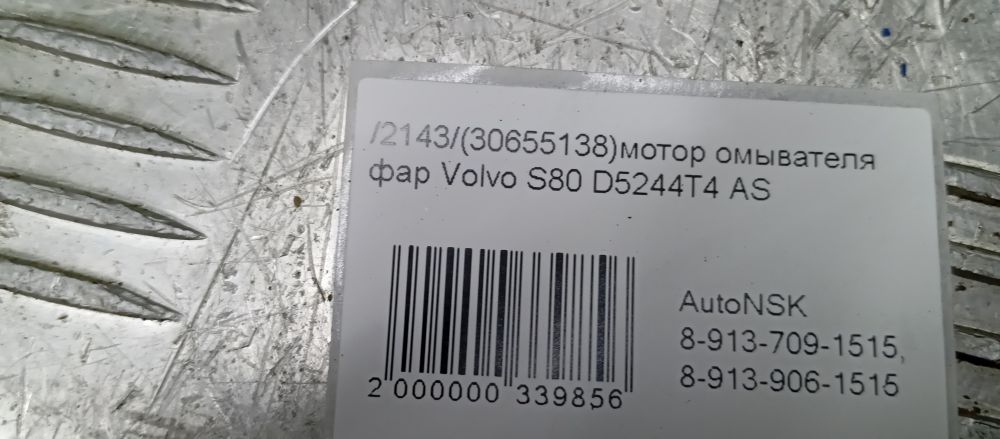 /2143/(30655138)мотор омывателя
фар Volvo S80 D5244T4 AS
AutoNSK
8-913-709-1515,
8-913-906-1515
2 000000 339856